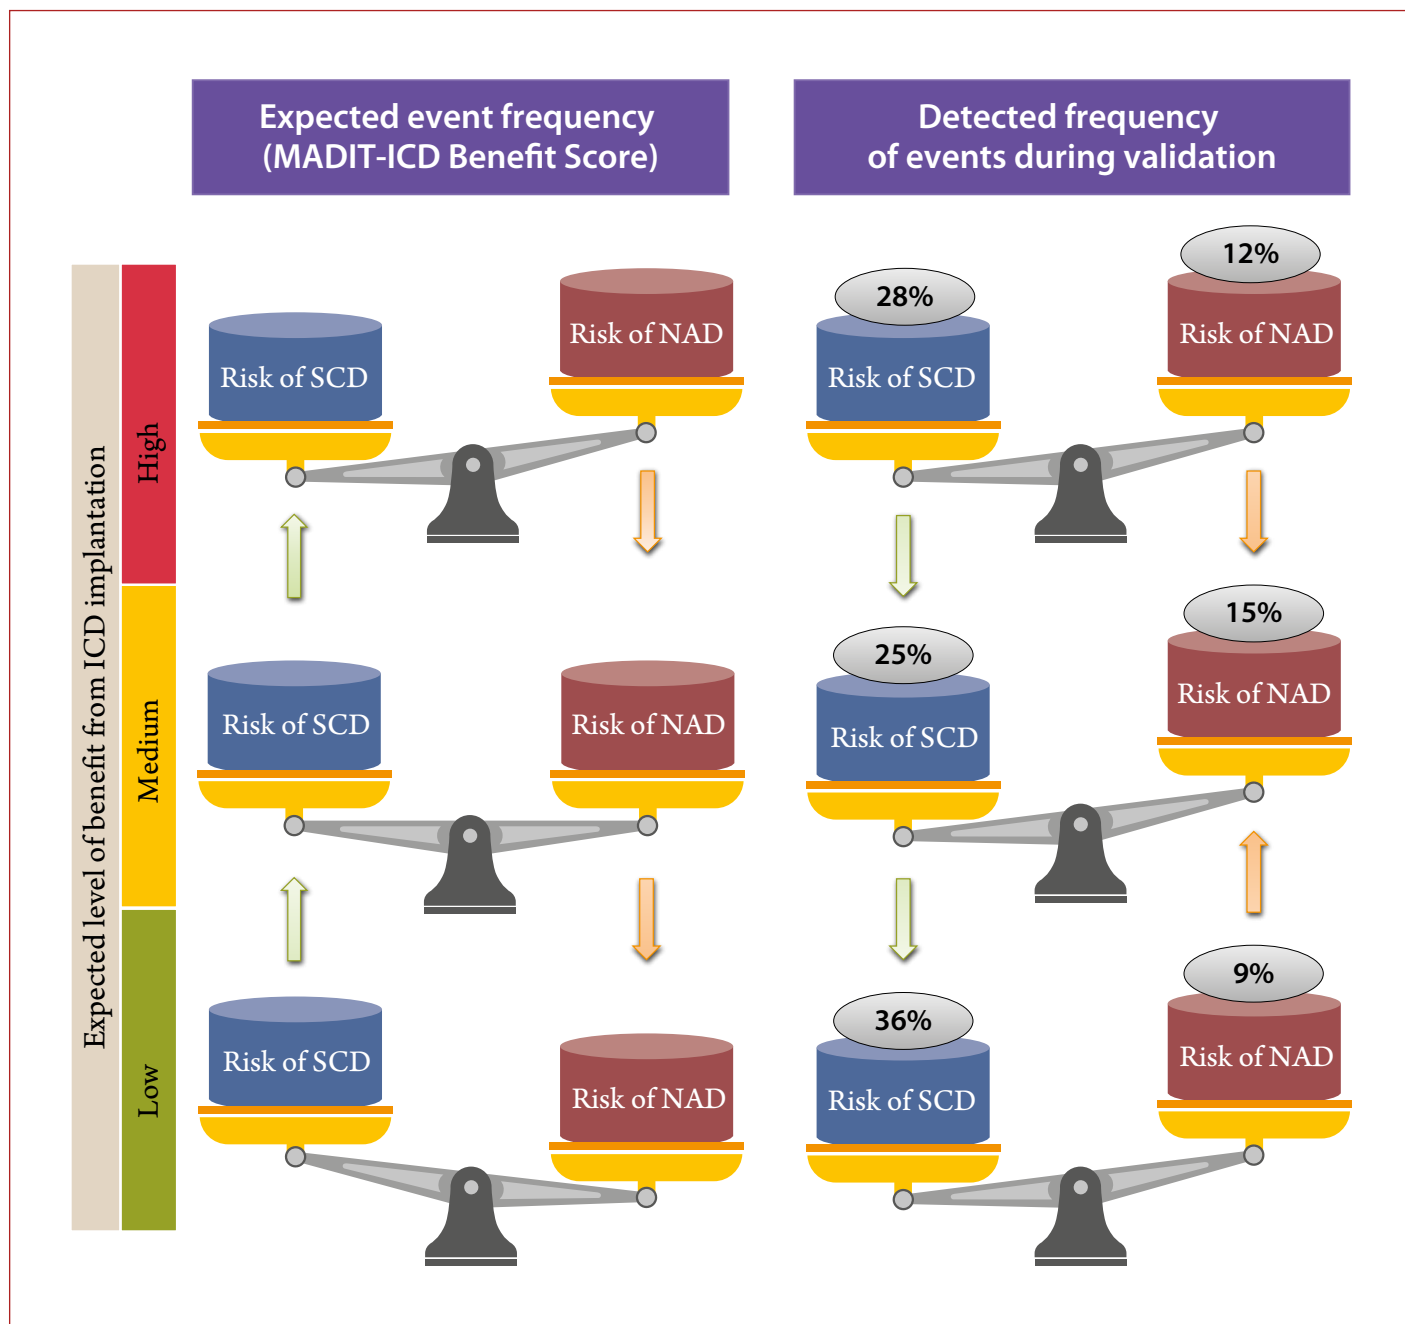 Expected event frequency
(MADIT-ICD Benefit Score)
Detected frequency
of events during validation
Expected level of benefit from ICD implantation
High
Risk of SCD
Risk of NAD
28%
Risk of SCD
12%
Risk of NAD
Medium
Risk of SCD
Risk of NAD
25%
Risk of SCD
15%
Risk of NAD
Low
Risk of SCD
Risk of NAD
36%
Risk of SCD
9%
Risk of NAD